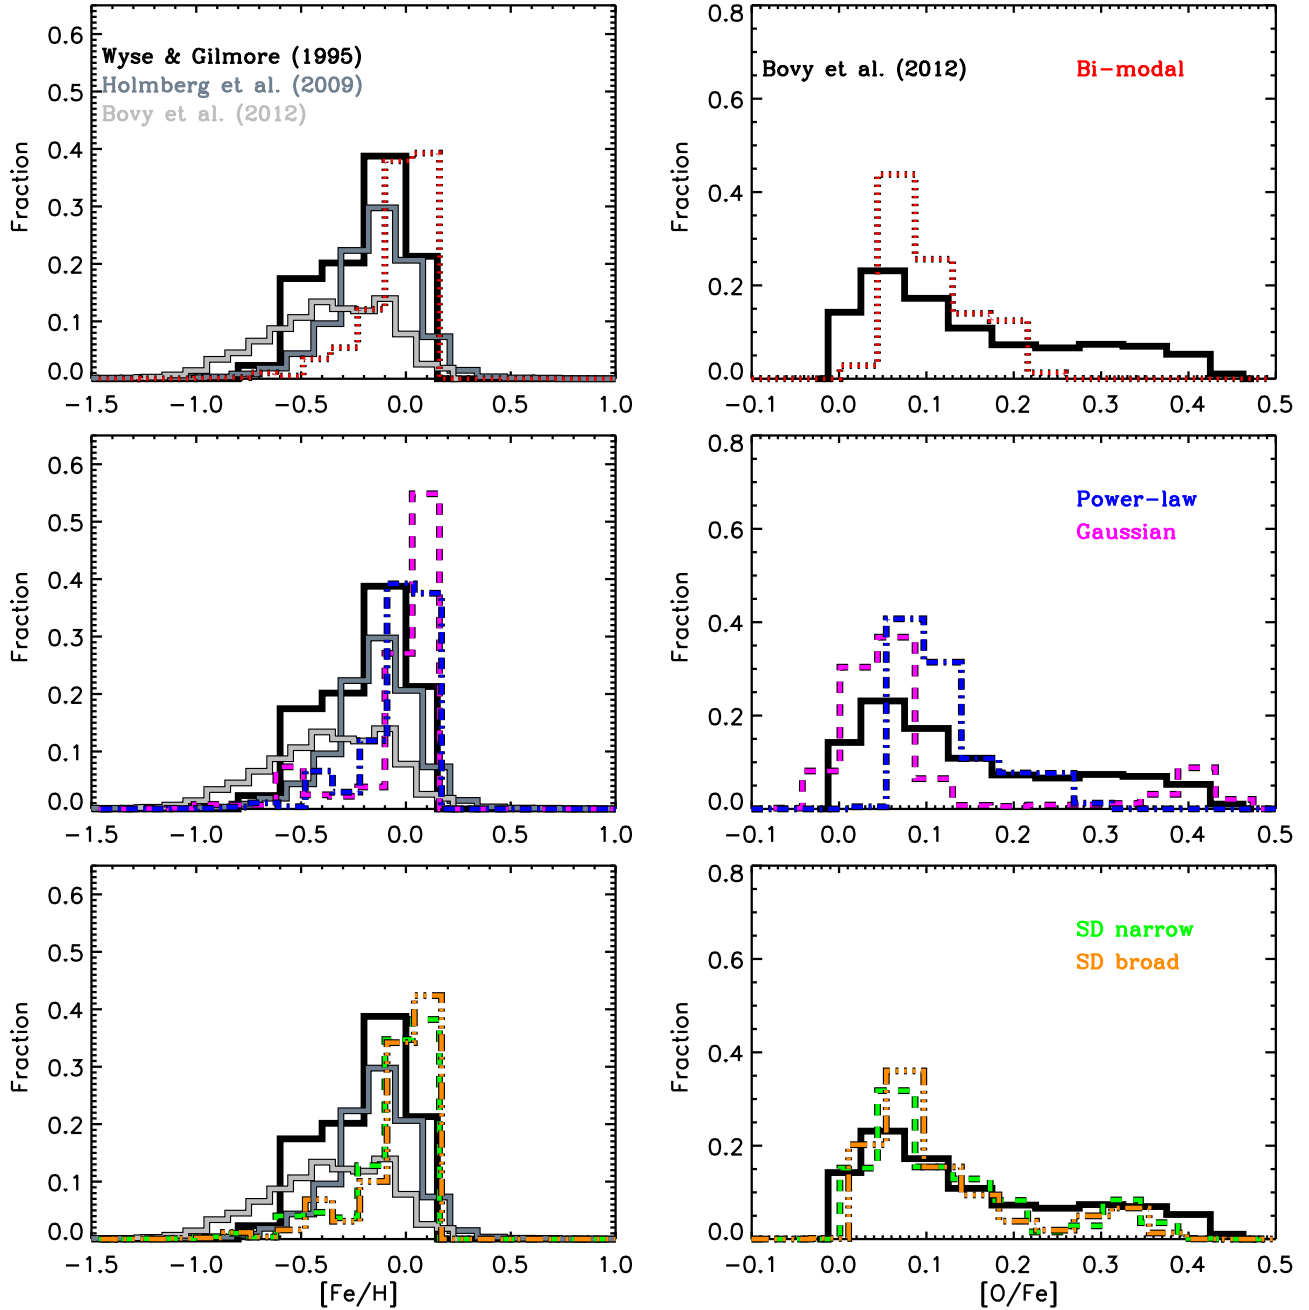 Wyse & Gilmore (1995)
Holmberg et al. (2009)
Bovy et al. (2012)
Fraction
0.6
0.5
0.4
0.3
0.2
0.1
0.0
−1.5 −1.0 −0.5 0.0 0.5 1.0
Bovy et al. (2012) Bi−modal
Fraction
0.8
0.6
0.4
0.2
0.0
−0.1 0.0 0.1 0.2 0.3 0.4 0.5
Fraction
0.6
0.5
0.4
0.3
0.2
0.1
0.0
−1.5 −1.0 −0.5 0.0 0.5 1.0
Power−law
Gaussian
Fraction
0.8
0.6
0.4
0.2
0.0
−0.1 0.0 0.1 0.2 0.3 0.4 0.5
Fraction
0.6
0.5
0.4
0.3
0.2
0.1
0.0
−1.5 −1.0 −0.5 0.0 0.5 1.0
[Fe/H]
SD narrow
SD broad
Fraction
0.8
0.6
0.4
0.2
0.0
−0.1 0.0 0.1 0.2 0.3 0.4 0.5
[O/Fe]